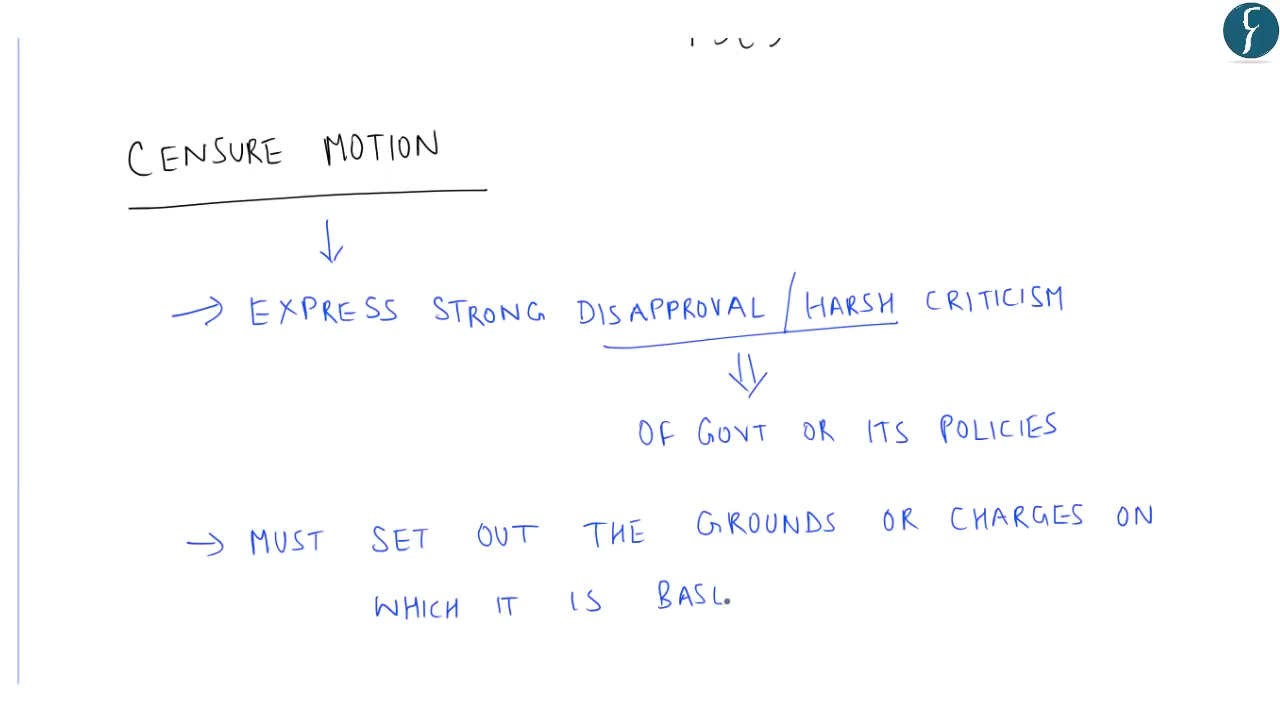 CENSURE MOTION
↓
→ EXPRESS STRONG DISAPPROVAL / HARSH CRITICISM
⇓
OF GOVT OR ITS POLICIES
→ MUST SET OUT THE GROUNDS OR CHARGES ON
WHICH IT IS